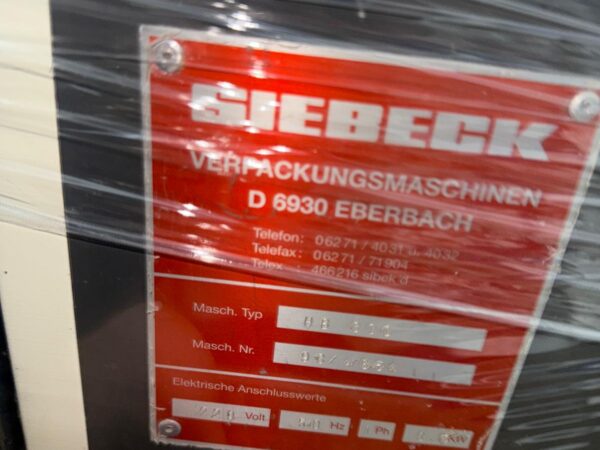 SIEBECK
VERPACKUNGSMASCHINEN
D 6930 EBERBACH
Telefon: 06271/4031 u. 4032
Telefax: 06271/71904
Telex: 466216 sibek d
Masch. Typ
Masch. Nr.
Elektrische Anschlusswerte
220 Volt. Hz Ph KW